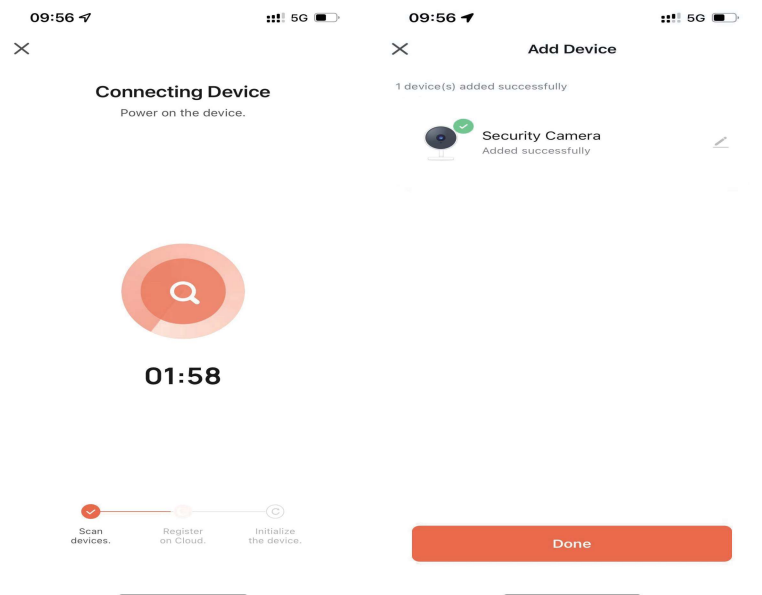 09:56
5G
Connecting Device
Power on the device.
01:58
Scan
devices.
Register
on Cloud.
Initialize
the device.
09:56
5G
Add Device
1 device(s) added successfully
Security Camera
Added successfully
Done